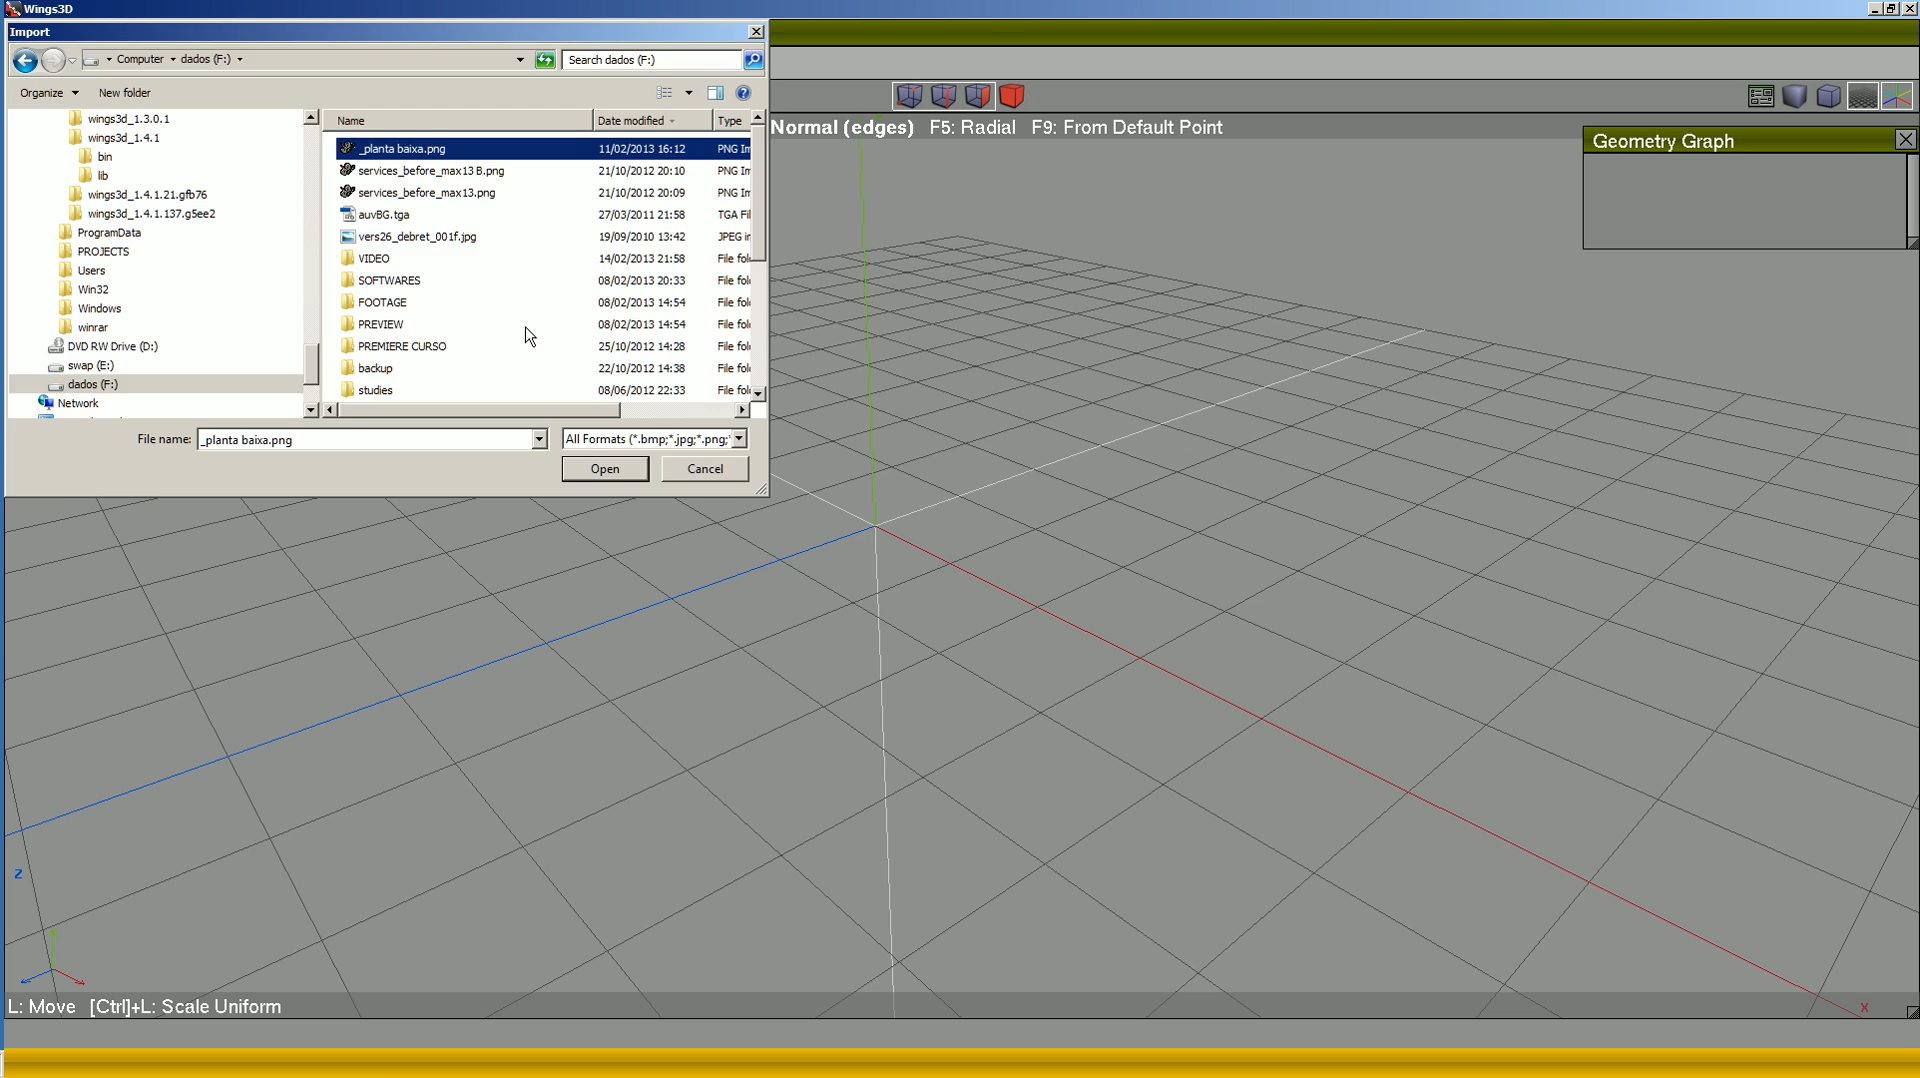 Wings3D
Import
Computer dados (F:)
Search dados (F:)
Organize New folder
wings3d_1.3.0.1
wings3d_1.4.1
bin
lib
wings3d_1.4.1.21.gfb76
wings3d_1.4.1.137.g5ee2
ProgramData
PROJECTS
Users
Win32
Windows
winrar
DVD RW Drive (D:)
swap (E:)
dados (F:)
Network
Name Date modified Type
_planta baixa.png 11/02/2013 16:12 PNG Im
services_before_max13 B.png 21/10/2012 20:10 PNG Im
services_before_max13.png 21/10/2012 20:09 PNG Im
auvBG.tga 27/03/2011 21:58 TGA Fil
vers26_debret_001f.jpg 19/09/2010 13:42 JPEG in
VIDEO 14/02/2013 21:58 File fol
SOFTWARES 08/02/2013 20:33 File fol
FOOTAGE 08/02/2013 14:54 File fol
PREVIEW 08/02/2013 14:54 File fol
PREMIERE CURSO 25/10/2012 14:28 File fol
backup 22/10/2012 14:38 File fol
studies 08/06/2012 22:33 File fol
File name: _planta baixa.png All Formats (*.bmp;*.jpg;*.png;
Open Cancel
Normal (edges) F5: Radial F9: From Default Point
Geometry Graph
Z
X
L: Move [Ctrl]+L: Scale Uniform